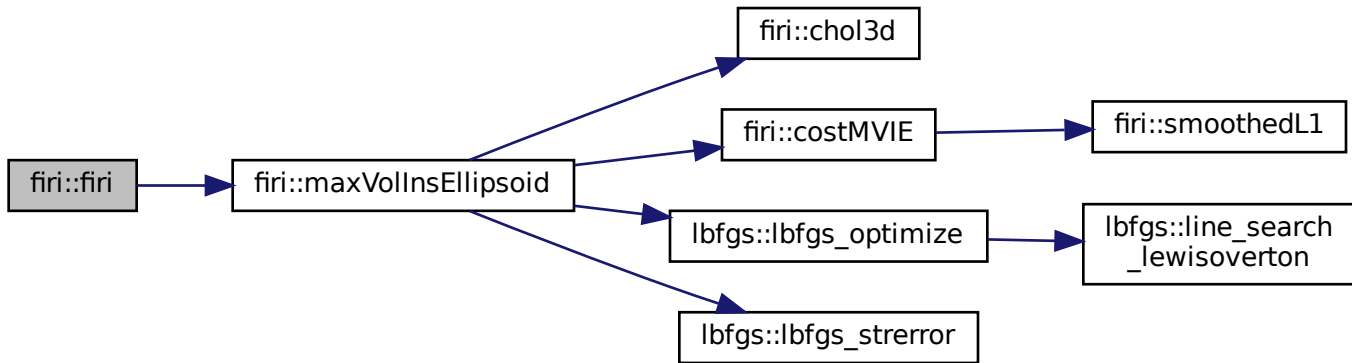 firi::chol3d
firi::costMVIE
firi::smoothedL1
firi::firi
firi::maxVolInsEllipsoid
lbfgs::lbfgs_optimize
lbfgs::line_search
_lewisoverton
lbfgs::lbfgs_strerror